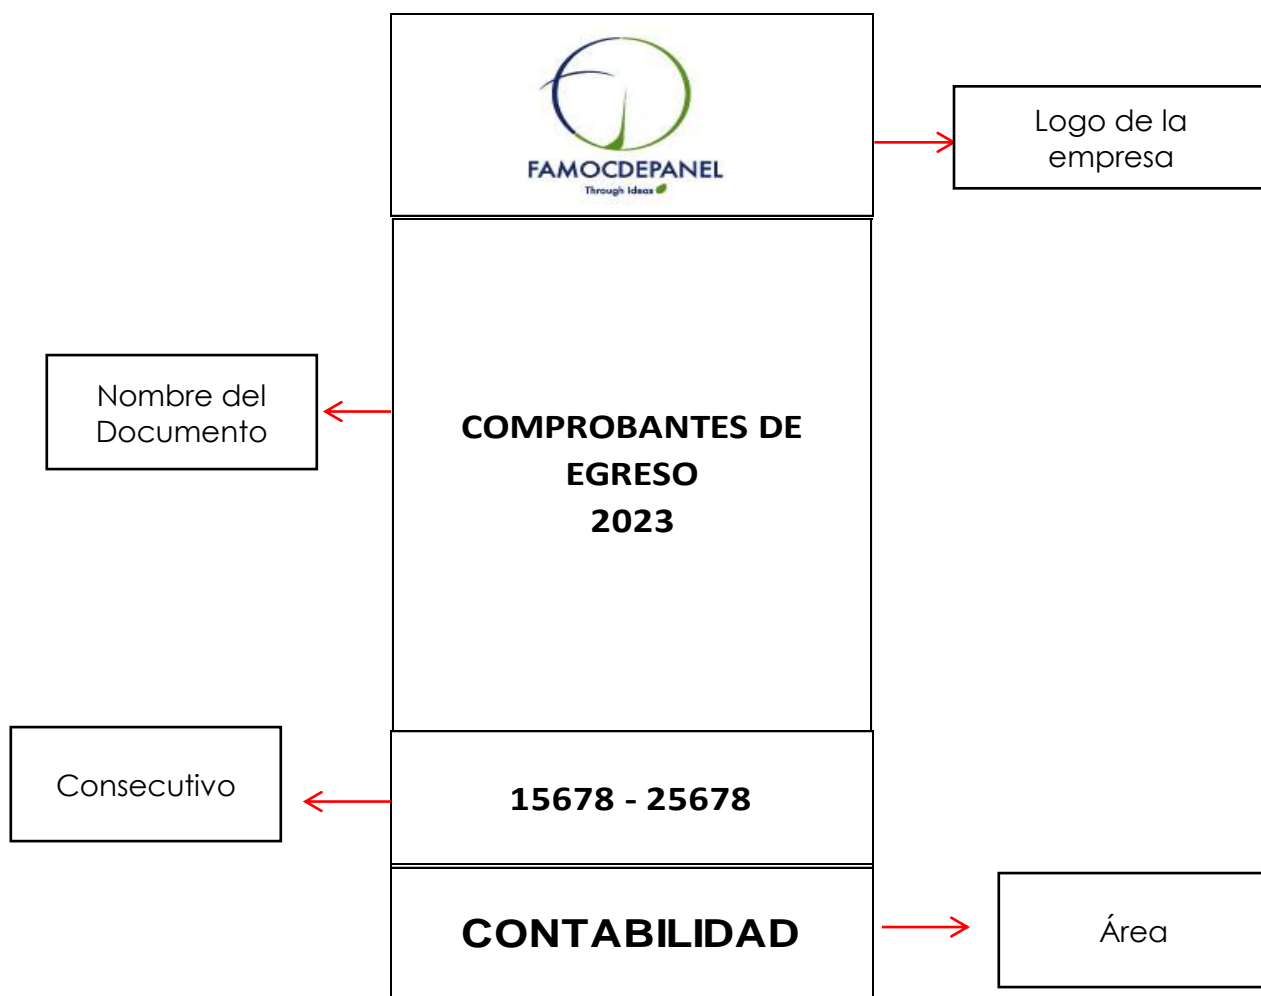 FAMOCDEPANEL
Through Ideas
Logo de la
empresa
Nombre del
Documento
COMPROBANTES DE
EGRESO
2023
Consecutivo
15678 - 25678
CONTABILIDAD
Área